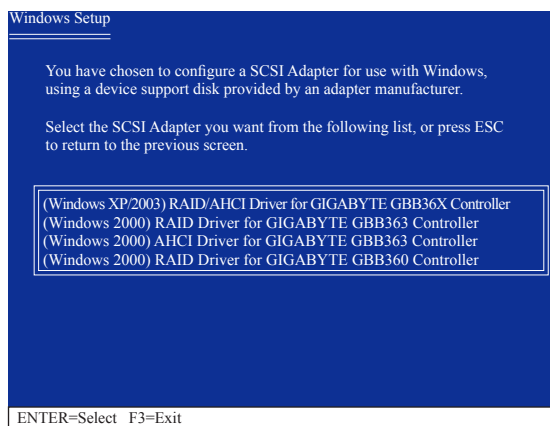 Windows Setup
You have chosen to configure a SCSI Adapter for use with Windows,
using a device support disk provided by an adapter manufacturer.
Select the SCSI Adapter you want from the following list, or press ESC
to return to the previous screen.
(Windows XP/2003) RAID/AHCI Driver for GIGABYTE GBB36X Controller
(Windows 2000) RAID Driver for GIGABYTE GBB363 Controller
(Windows 2000) AHCI Driver for GIGABYTE GBB363 Controller
(Windows 2000) RAID Driver for GIGABYTE GBB360 Controller
ENTER=Select F3=Exit